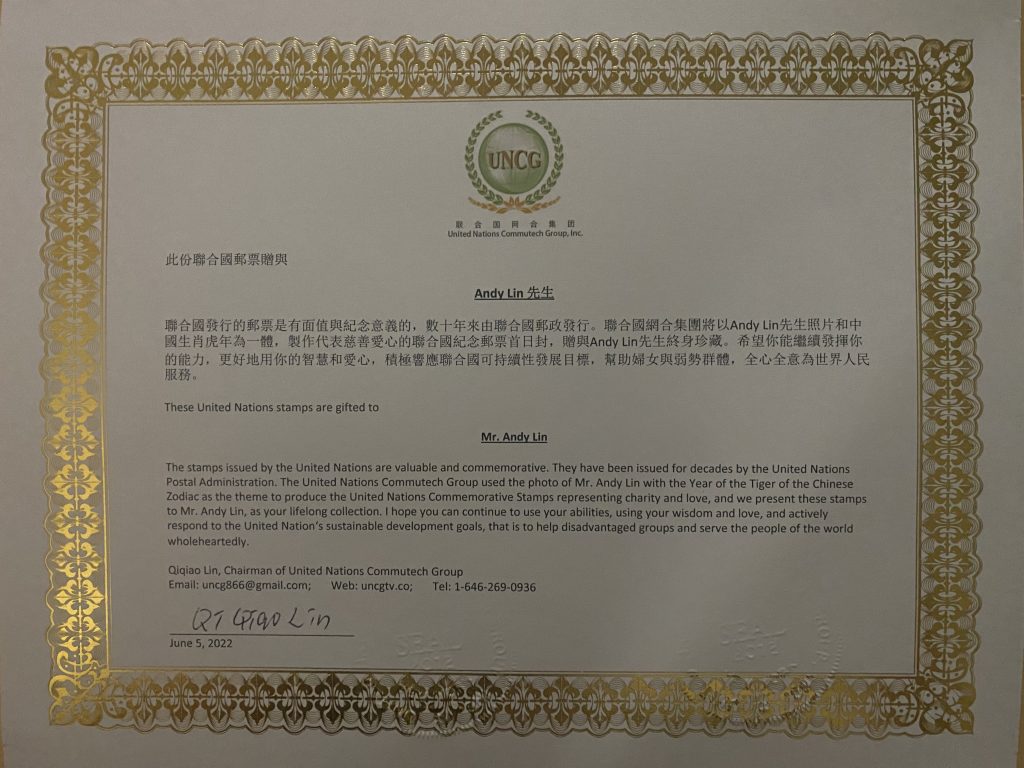 UNCG
联合国网合集团
United Nations Commutech Group, Inc.
此份聯合國郵票贈與
Andy Lin 先生
聯合國發行的郵票是有面值與紀念意義的，數十年來由聯合國郵政發行。聯合國網合集團將以Andy Lin先生照片和中
國生肖虎年為一體，製作代表慈善愛心的聯合國紀念郵票首日封，贈與Andy Lin先生終身珍藏。希望你能繼續發揮你
的能力，更好地用你的智慧和愛心，積極響應聯合國可持續性發展目標，幫助婦女與弱勢群體，全心全意為世界人民
服務。
These United Nations stamps are gifted to
Mr. Andy Lin
The stamps issued by the United Nations are valuable and commemorative. They have been issued for decades by the United Nations
Postal Administration. The United Nations Commutech Group used the photo of Mr. Andy Lin with the Year of the Tiger of the Chinese
Zodiac as the theme to produce the United Nations Commemorative Stamps representing charity and love, and we present these stamps
to Mr. Andy Lin, as your lifelong collection. I hope you can continue to use your abilities, using your wisdom and love, and actively
respond to the United Nation's sustainable development goals, that is to help disadvantaged groups and serve the people of the world
wholeheartedly.
Qiqiao Lin, Chairman of United Nations Commutech Group
Email: uncg866@gmail.com; Web: uncgtv.co; Tel: 1-646-269-0936
QI QIao Lin
June 5, 2022
SEAL
SEAL